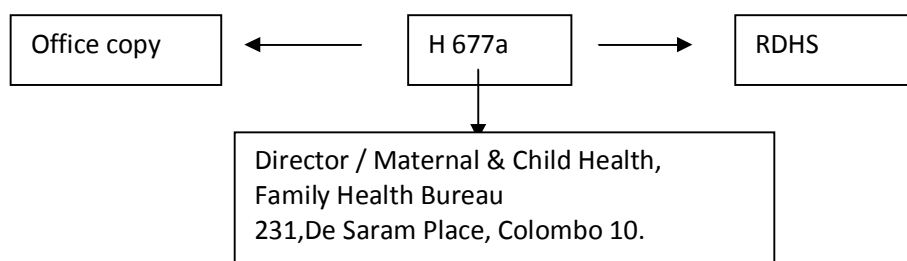 Office copy
H 677a
RDHS
Director / Maternal & Child Health,
Family Health Bureau
231,De Saram Place, Colombo 10.